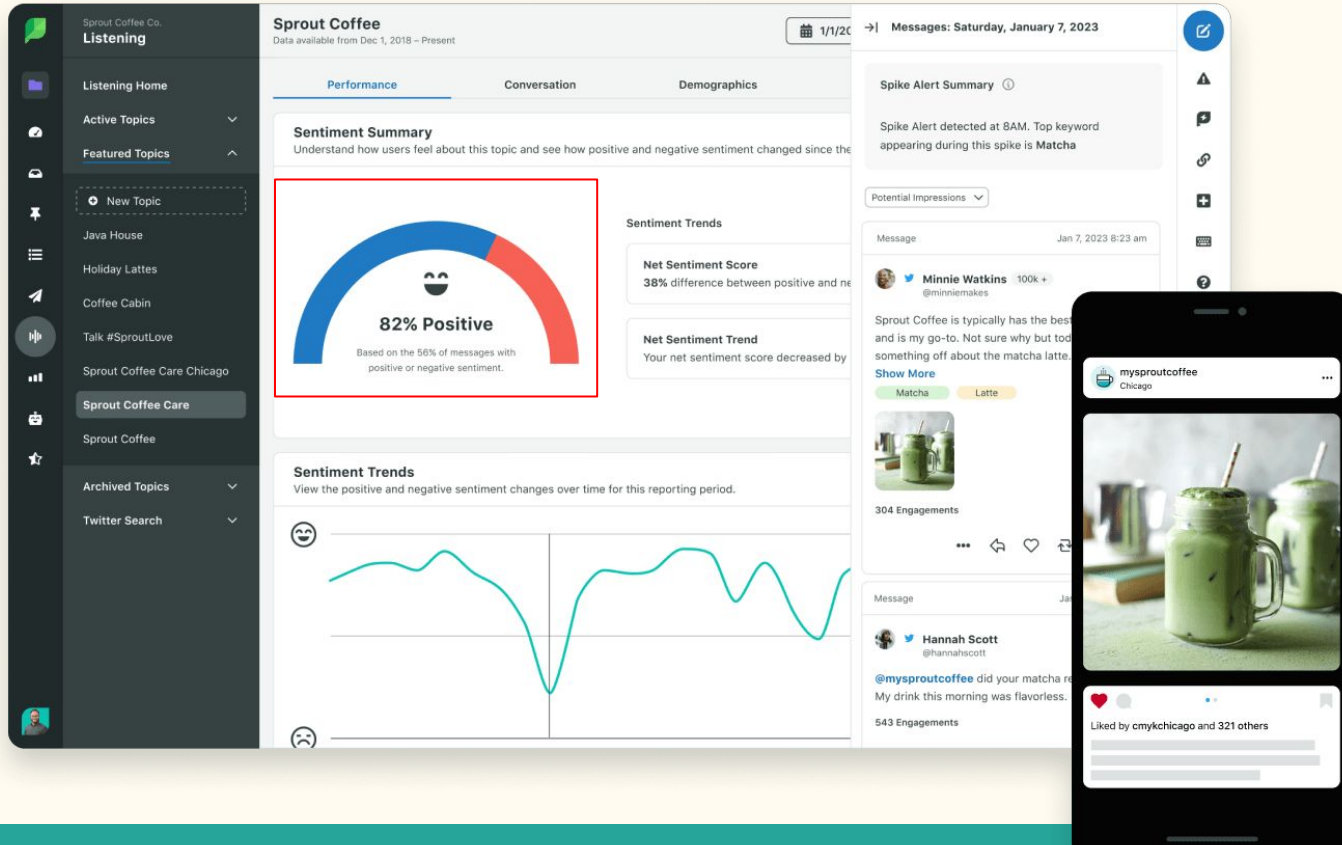 Sprout Coffee Co.
Listening
Listening Home
Active Topics
Featured Topics
New Topic
Java House
Holiday Lattes
Coffee Cabin
Talk #SproutLove
Sprout Coffee Care Chicago
Sprout Coffee Care
Sprout Coffee
Archived Topics
Twitter Search
Sprout Coffee
Data available from Dec 1, 2018 – Present
1/1/20
Performance
Conversation
Demographics
Sentiment Summary
Understand how users feel about this topic and see how positive and negative sentiment changed since the
82% Positive
Based on the 56% of messages with
positive or negative sentiment.
Sentiment Trends
Net Sentiment Score
38% difference between positive and ne
Net Sentiment Trend
Your net sentiment score decreased by
Sentiment Trends
View the positive and negative sentiment changes over time for this reporting period.
Messages: Saturday, January 7, 2023
Spike Alert Summary
Spike Alert detected at 8AM. Top keyword
appearing during this spike is Matcha
Potential Impressions
Message
Jan 7, 2023 8:23 am
Minnie Watkins 100k +
@minniemakes
Sprout Coffee is typically has the best
and is my go-to. Not sure why but tod
something off about the matcha latte.
Show More
Matcha
Latte
304 Engagements
Message
Ja
Hannah Scott
@hannahscott
@mysproutcoffee did your matcha re
My drink this morning was flavorless.
543 Engagements
mysproutcoffee
Chicago
Liked by cmykchicago and 321 others